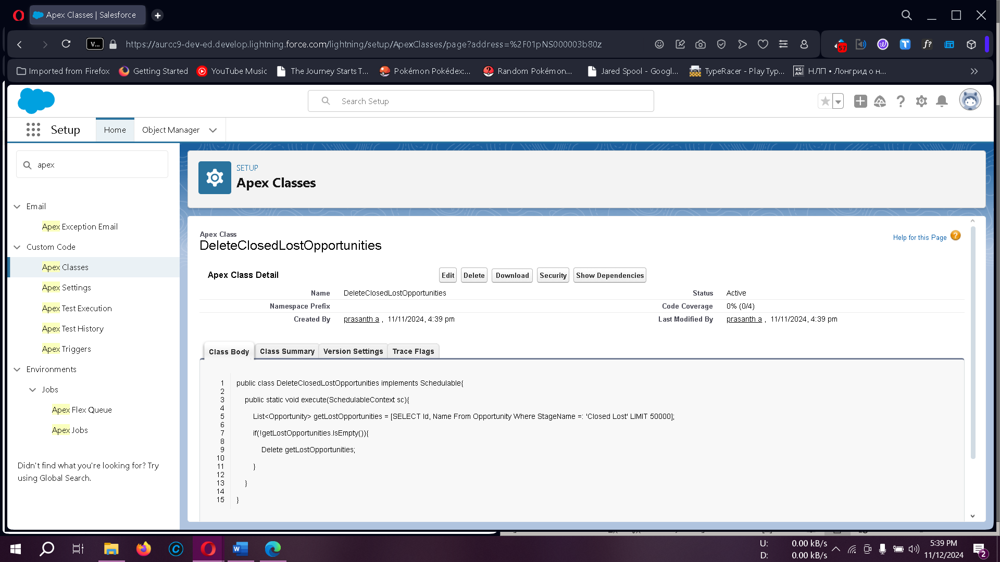 Apex Classes | Salesforce
V...
https://aurcc9-dev-ed.develop.lightning.force.com/lightning/setup/ApexClasses/page?address=%2F01pNS000003b80z
57
f?
Imported from Firefox
Getting Started
YouTube Music
The Journey Starts T...
Pokémon Pokédex:...
Random Pokémon...
Jared Spool - Googl...
TypeRacer - Play Typ...
KS AN|
НЛП • Лонгрид о н...
Search Setup
Setup
Home
Object Manager
apex
Email
Apex Exception Email
Custom Code
Apex Classes
Apex Settings
Apex Test Execution
Apex Test History
Apex Triggers
Environments
Jobs
Apex Flex Queue
Apex Jobs
Didn't find what you're looking for? Try
using Global Search.
SETUP
Apex Classes
Apex Class
DeleteClosedLostOpportunities
Help for this Page
Apex Class Detail
Edit
Delete
Download
Security
Show Dependencies
Name DeleteClosedLostOpportunities Status Active
Namespace Prefix Code Coverage 0% (0/4)
Created By prasanth a , 11/11/2024, 4:39 pm Last Modified By prasanth a , 11/11/2024, 4:39 pm
Class Body
Class Summary
Version Settings
Trace Flags
1 public class DeleteClosedLostOpportunities implements Schedulable{
2
3 public static void execute(SchedulableContext sc){
4
5 List<Opportunity> getLostOpportunities = [SELECT Id, Name From Opportunity Where StageName =: 'Closed Lost' LIMIT 50000];
6
7 if(!getLostOpportunities.IsEmpty()){
8
9 Delete getLostOpportunities;
10
11 }
12
13 }
14
15 }
U: 0.00 kB/s
D: 0.00 kB/s
5:39 PM
11/12/2024
2